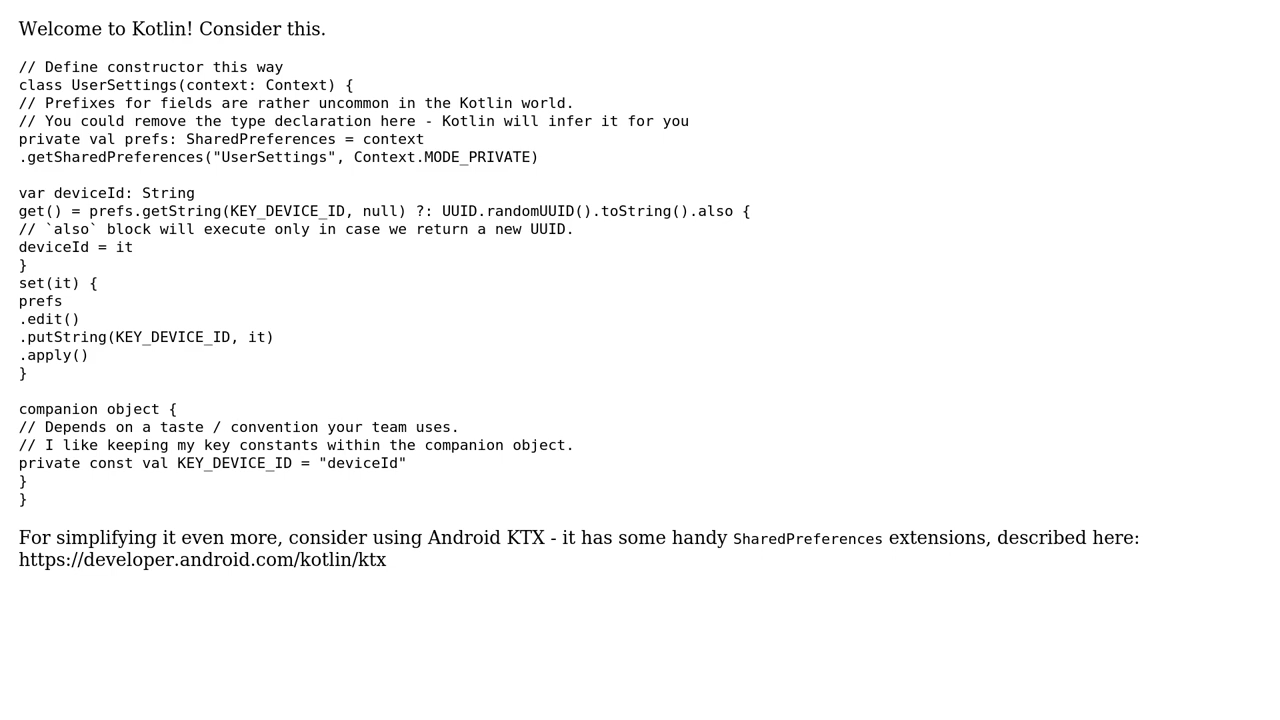 Welcome to Kotlin! Consider this.
// Define constructor this way
class UserSettings(context: Context) {
// Prefixes for fields are rather uncommon in the Kotlin world.
// You could remove the type declaration here - Kotlin will infer it for you
private val prefs: SharedPreferences = context
.getSharedPreferences("UserSettings", Context.MODE_PRIVATE)

var deviceId: String
get() = prefs.getString(KEY_DEVICE_ID, null) ?: UUID.randomUUID().toString().also {
// `also` block will execute only in case we return a new UUID.
deviceId = it
}
set(it) {
prefs
.edit()
.putString(KEY_DEVICE_ID, it)
.apply()
}

companion object {
// Depends on a taste / convention your team uses.
// I like keeping my key constants within the companion object.
private const val KEY_DEVICE_ID = "deviceId"
}
}
For simplifying it even more, consider using Android KTX - it has some handy SharedPreferences extensions, described here:
https://developer.android.com/kotlin/ktx